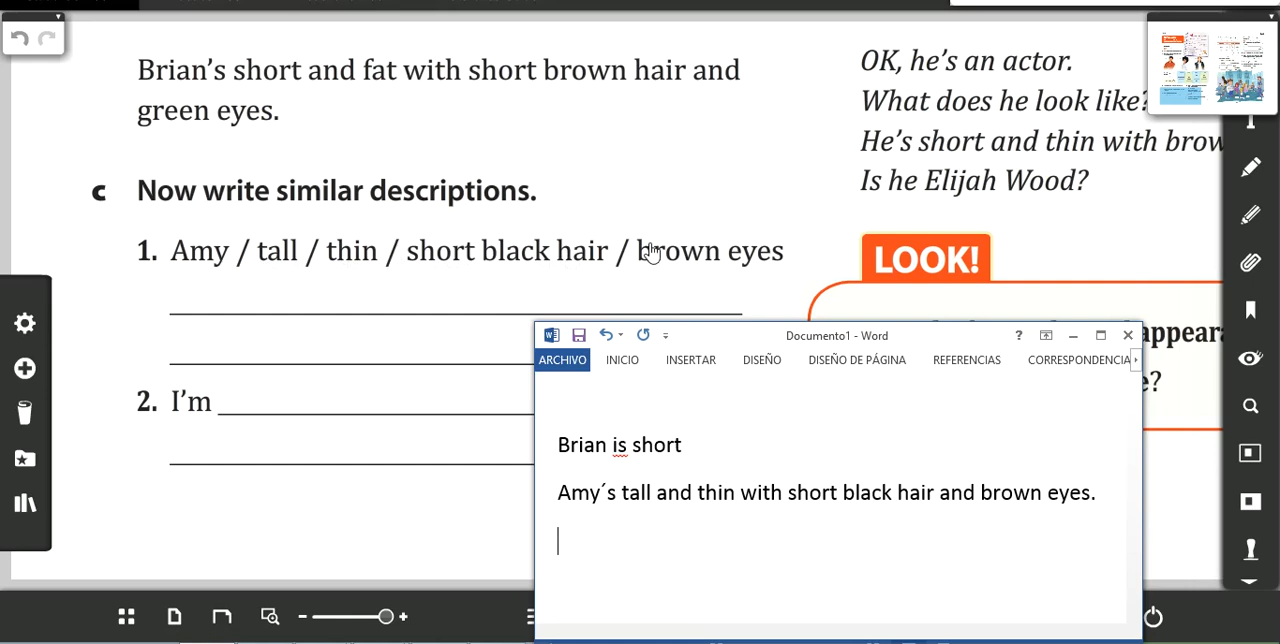 Brian's short and fat with short brown hair and
green eyes.
c Now write similar descriptions.
1. Amy / tall / thin / short black hair / brown eyes
2. I'm
OK, he's an actor.
What does he look like?
He's short and thin with brow
Is he Elijah Wood?
LOOK!
appeara
e?
Documento1 - Word
ARCHIVO INICIO INSERTAR DISEÑO DISEÑO DE PÁGINA REFERENCIAS CORRESPONDENCIA
Brian is short
Amy´s tall and thin with short black hair and brown eyes.